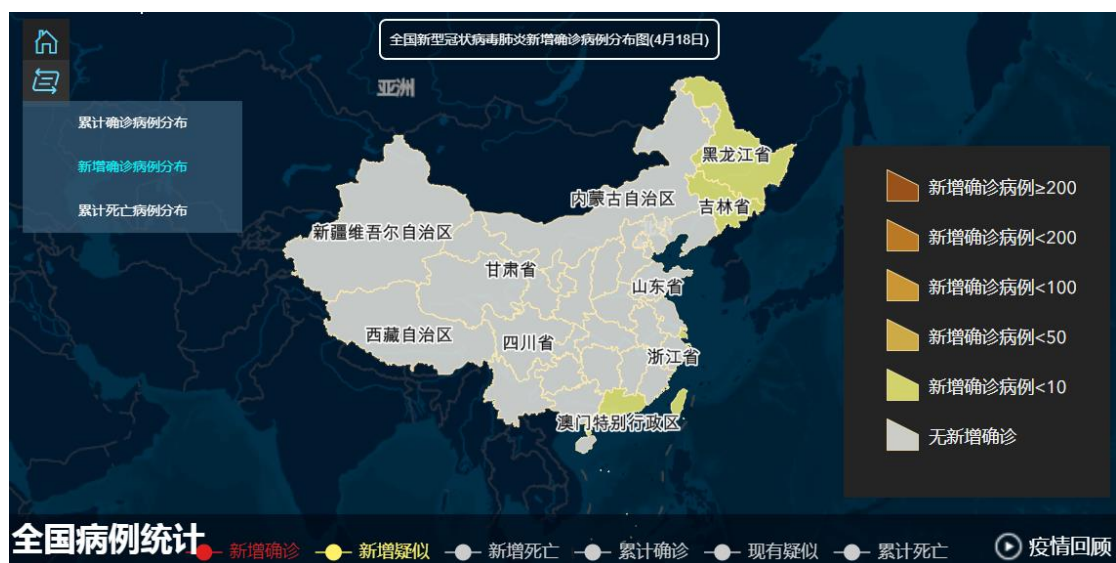 全国新型冠状病毒肺炎新增确诊病例分布图(4月18日)
亚洲
累计确诊病例分布
新增确诊病例分布
累计死亡病例分布
黑龙江省
内蒙古自治区
吉林省
新疆维吾尔自治区
甘肃省
山东省
西藏自治区
四川省
浙江省
澳门特别行政区
新增确诊病例≥200
新增确诊病例<200
新增确诊病例<100
新增确诊病例<50
新增确诊病例<10
无新增确诊
全国病例统计
新增确诊 新增疑似 新增死亡 累计确诊 现有疑似 累计死亡
疫情回顾